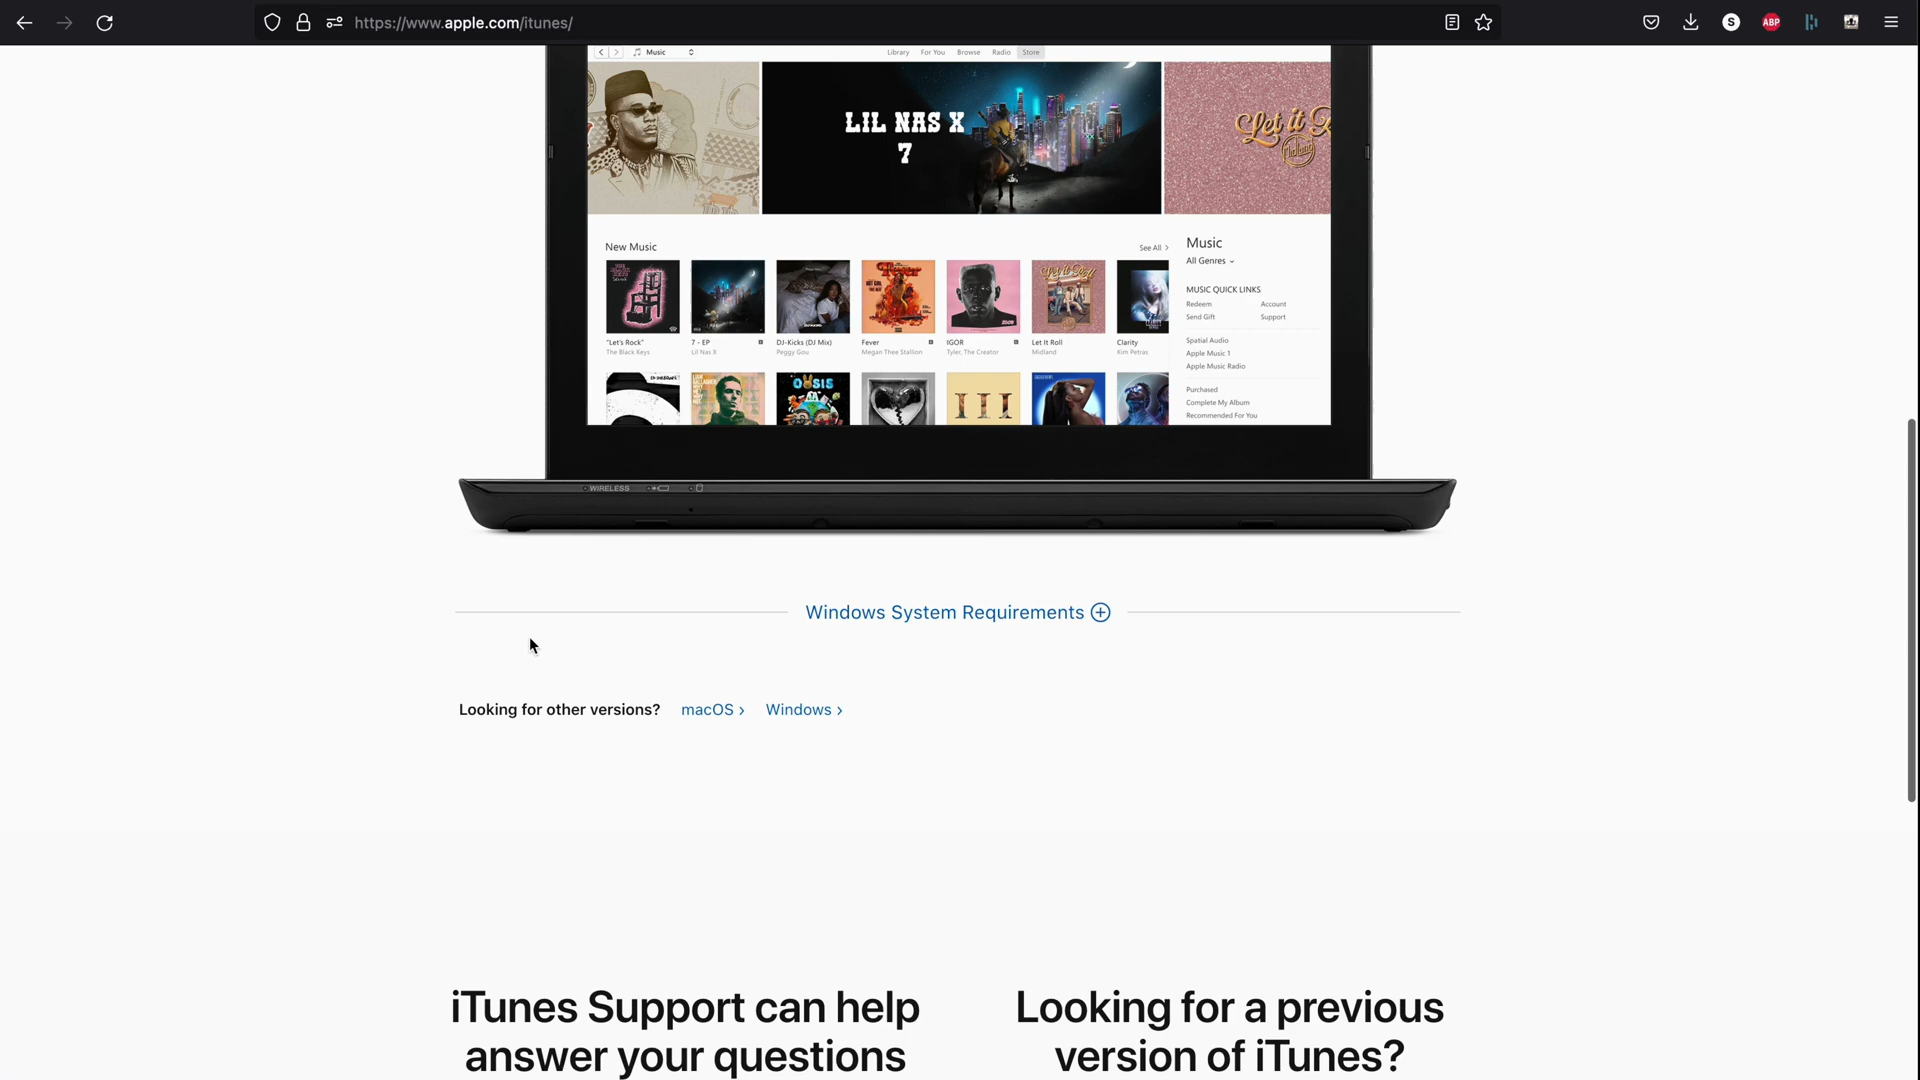 https://www.apple.com/itunes/
S
ABP
Music
Library For You Browse Radio Store
LIL NAS X
7
Let it R
Midland
New Music
See All >
"Let's Rock"
The Black Keys
7 - EP
Lil Nas X
DJ-Kicks (DJ Mix)
Peggy Gou
Fever
Megan Thee Stallion
IGOR
Tyler, The Creator
Let It Roll
Midland
Clarity
Kim Petras
III
Music
All Genres
MUSIC QUICK LINKS
Redeem Account
Send Gift Support
Spatial Audio
Apple Music 1
Apple Music Radio
Purchased
Complete My Album
Recommended For You
WIRELESS
Windows System Requirements
Looking for other versions? macOS > Windows >
iTunes Support can help
answer your questions
Looking for a previous
version of iTunes?